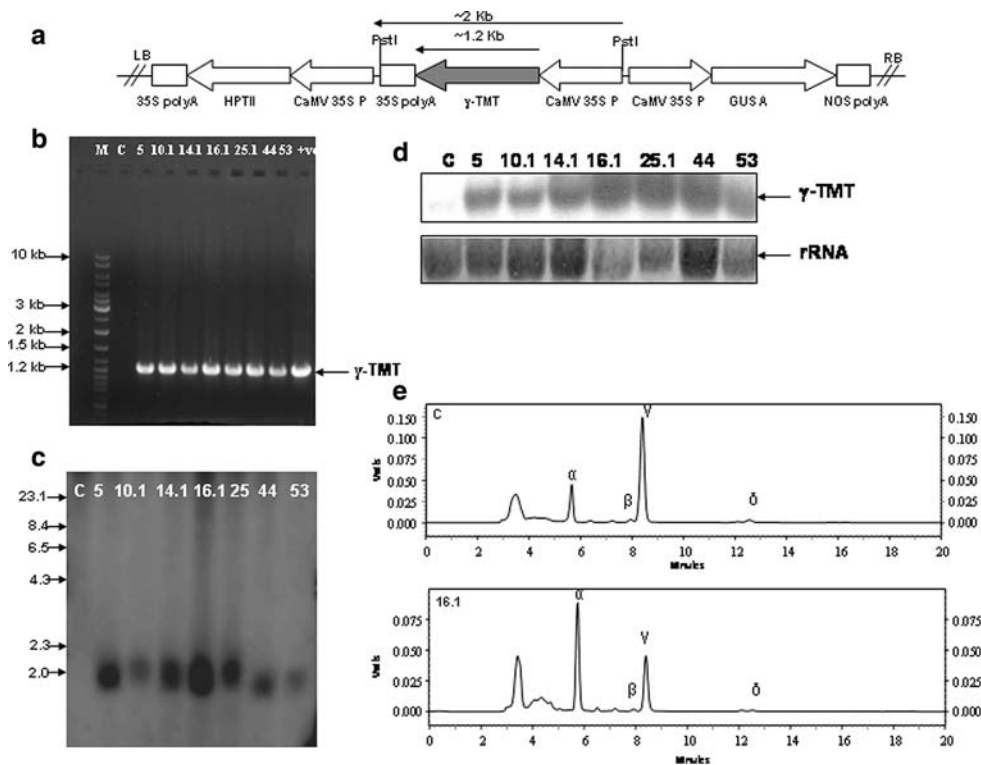 a
~2 Kb
PstI
~1.2 Kb
PstI
LB
RB
35S polyA
HPTII
CaMV 35S P
35S polyA
γ-TMT
CaMV 35S P
CaMV 35S P
GUS A
NOS polyA
b
M C 5 10.1 14.1 16.1 25.1 44 53 +ve
10 kb
3 kb
2 kb
1.5 kb
1.2 kb
γ-TMT
c
C 5 10.1 14.1 16.1 25 44 53
23.1
8.4
6.5
4.3
2.3
2.0
d
C 5 10.1 14.1 16.1 25.1 44 53
γ-TMT
rRNA
e
C
α
β
γ
δ
Volts
0.150
0.100
0.075
0.050
0.025
0.000
0.150
0.100
0.075
0.050
0.025
0.000
0 2 4 6 8 10 12 14 16 18 20
Minutes
16.1
α
β
γ
δ
Volts
0.075
0.050
0.025
0.000
0.075
0.050
0.025
0.000
0 2 4 6 8 10 12 14 16 18 20
Minutes